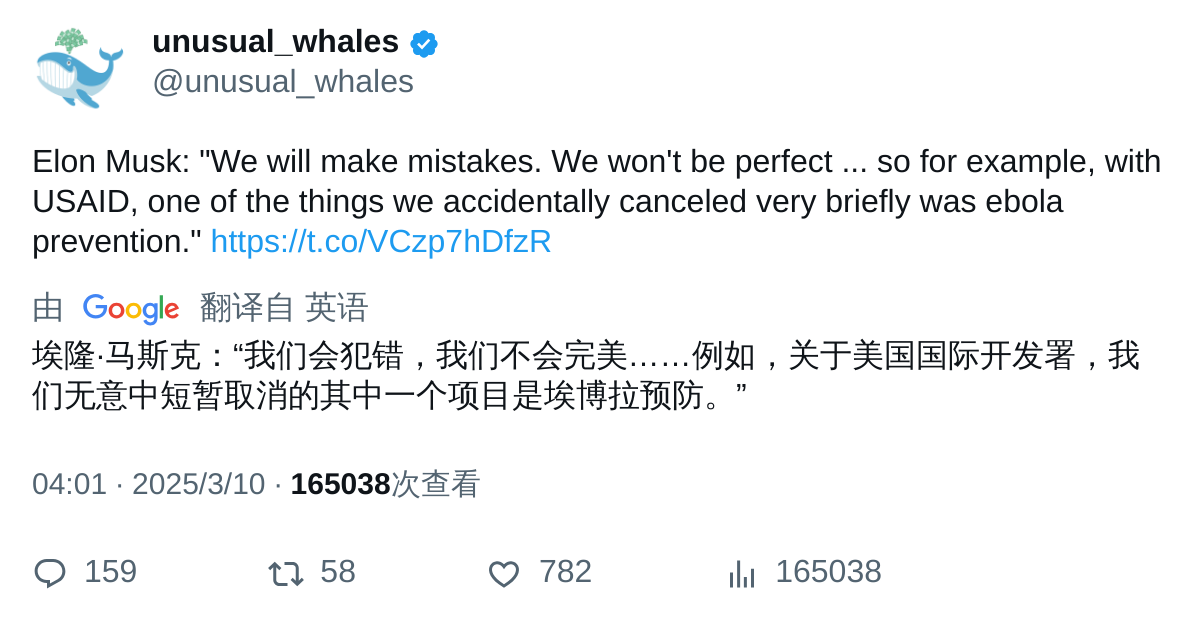 unusual_whales
@unusual_whales
Elon Musk: "We will make mistakes. We won't be perfect ... so for example, with
USAID, one of the things we accidentally canceled very briefly was ebola
prevention." https://t.co/VCzp7hDfzR
由 Google 翻译自 英语
埃隆·马斯克：“我们会犯错，我们不会完美……例如，关于美国国际开发署，我
们无意中短暂取消的其中一个项目是埃博拉预防。”
04:01 · 2025/3/10 · 165038次查看
159 58 782 165038